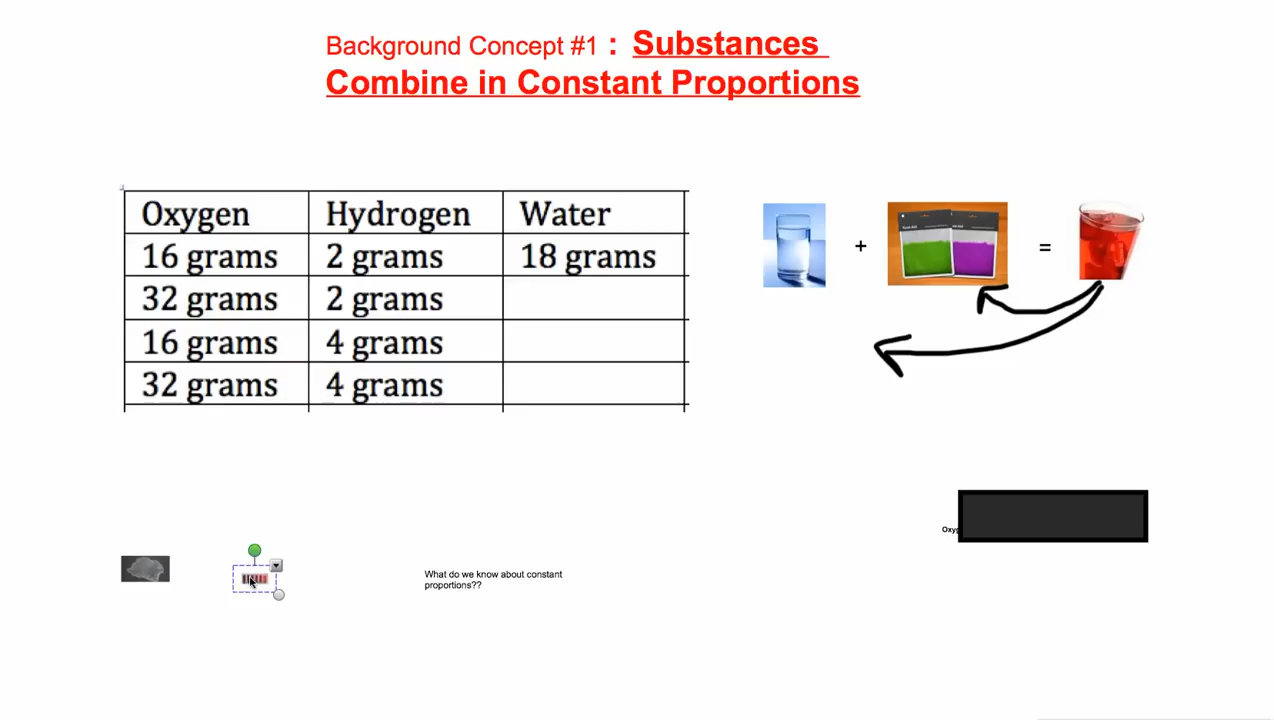 Background Concept #1 : Substances
Combine in Constant Proportions
Oxygen Hydrogen Water
16 grams 2 grams 18 grams
32 grams 2 grams
16 grams 4 grams
32 grams 4 grams
+ =
What do we know about constant
proportions??